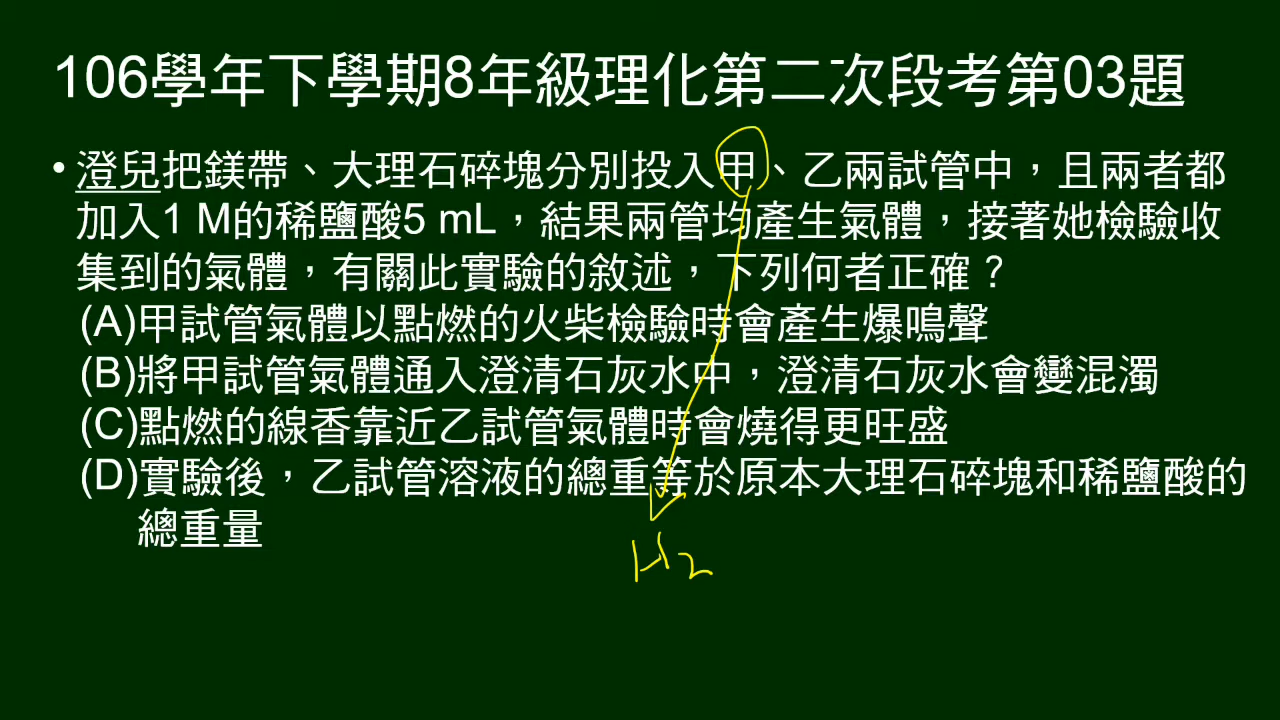 106學年下學期8年級理化第二次段考第03題
•澄兒把鎂帶、大理石碎塊分別投入甲、乙兩試管中，且兩者都
加入1 M的稀鹽酸5 mL，結果兩管均產生氣體，接著她檢驗收
集到的氣體，有關此實驗的敘述，下列何者正確？
(A)甲試管氣體以點燃的火柴檢驗時會產生爆鳴聲
(B)將甲試管氣體通入澄清石灰水中，澄清石灰水會變混濁
(C)點燃的線香靠近乙試管氣體時會燒得更旺盛
(D)實驗後，乙試管溶液的總重等於原本大理石碎塊和稀鹽酸的
總重量
H2